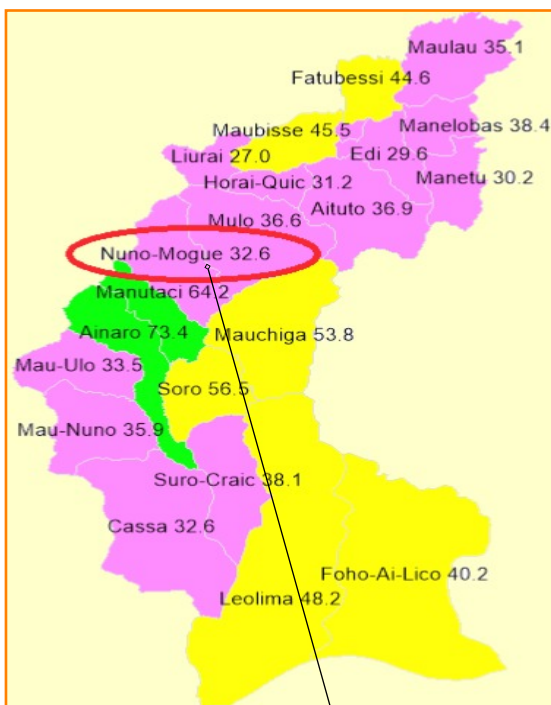 Maulau 35.1
Fatubessi 44.6
Maubisse 45.5
Manelobas 38.4
Liurai 27.0
Edi 29.6
Horai-Quic 31.2
Manetu 30.2
Mulo 36.6
Aituto 36.9
Nuno-Mogue 32.6
Manutaci 64.2
Ainaro 73.4
Mauchiga 53.8
Mau-Ulo 33.5
Soro 56.5
Mau-Nuno 35.9
Suro-Craic 38.1
Cassa 32.6
Foho-Ai-Lico 40.2
Leolima 48.2